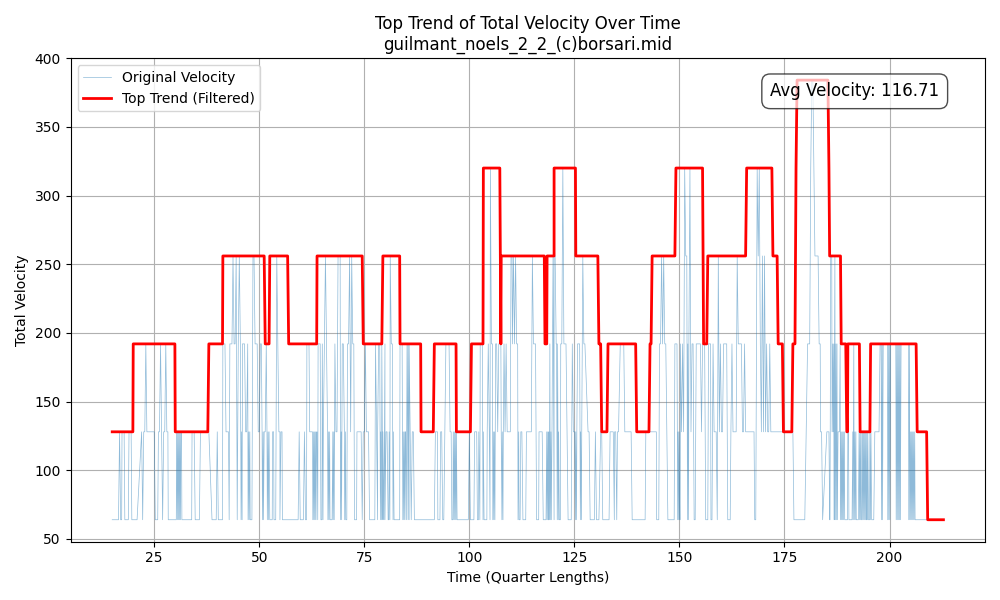 Top Trend of Total Velocity Over Time
guilmant_noels_2_2_(c)borsari.mid
Original Velocity
Top Trend (Filtered)
Avg Velocity: 116.71
Total Velocity
400
350
300
250
200
150
100
50
25
50
75
100
125
150
175
200
Time (Quarter Lengths)